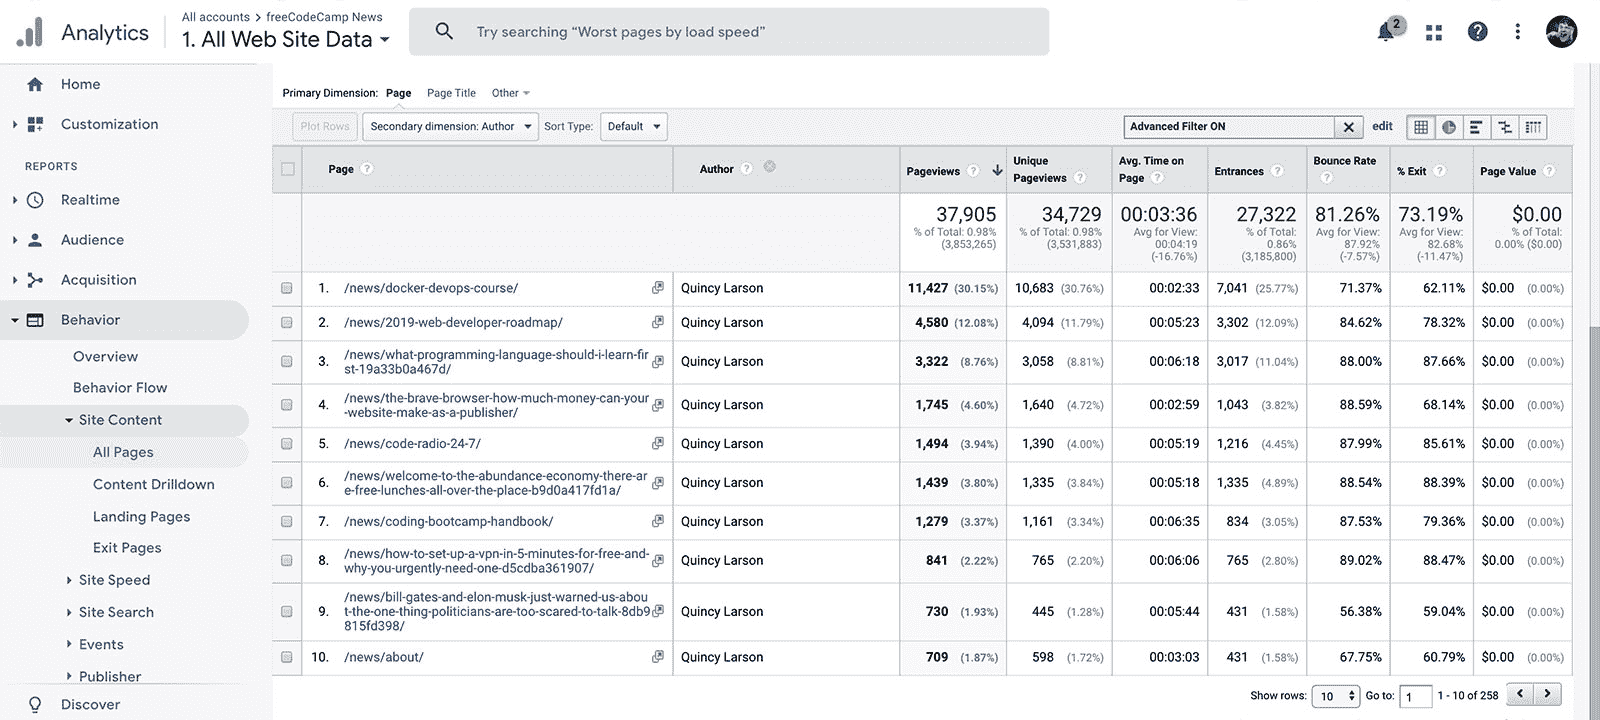 Analytics
All accounts > freeCodeCamp News
1. All Web Site Data
Try searching “Worst pages by load speed”
2
Home
Customization
REPORTS
Realtime
Audience
Acquisition
Behavior
Overview
Behavior Flow
Site Content
All Pages
Content Drilldown
Landing Pages
Exit Pages
Site Speed
Site Search
Events
Publisher
Discover
Primary Dimension: Page Page Title Other
Plot Rows Secondary dimension: Author Sort Type: Default Advanced Filter ON edit
Page Author Pageviews Unique Pageviews Avg. Time on Page Entrances Bounce Rate % Exit Page Value
37,905 34,729 00:03:36 27,322 81.26% 73.19% $0.00
% of Total: 0.98% (3,853,265) % of Total: 0.98% (3,531,883) Avg for View: 00:04:19 (-16.76%) % of Total: 0.86% (3,185,800) Avg for View: 87.92% (-7.57%) Avg for View: 82.68% (-11.47%) % of Total: 0.00% ($0.00)
1. /news/docker-devops-course/ Quincy Larson 11,427 (30.15%) 10,683 (30.76%) 00:02:33 7,041 (25.77%) 71.37% 62.11% $0.00 (0.00%)
2. /news/2019-web-developer-roadmap/ Quincy Larson 4,580 (12.08%) 4,094 (11.79%) 00:05:23 3,302 (12.09%) 84.62% 78.32% $0.00 (0.00%)
3. /news/what-programming-language-should-i-learn-fir
st-19a33b0a467d/ Quincy Larson 3,322 (8.76%) 3,058 (8.81%) 00:06:18 3,017 (11.04%) 88.00% 87.66% $0.00 (0.00%)
4. /news/the-brave-browser-how-much-money-can-your
-website-make-as-a-publisher/ Quincy Larson 1,745 (4.60%) 1,640 (4.72%) 00:02:59 1,043 (3.82%) 88.59% 68.14% $0.00 (0.00%)
5. /news/code-radio-24-7/ Quincy Larson 1,494 (3.94%) 1,390 (4.00%) 00:05:19 1,216 (4.45%) 87.99% 85.61% $0.00 (0.00%)
6. /news/welcome-to-the-abundance-economy-there-ar
e-free-lunches-all-over-the-place-b9d0a417fd1a/ Quincy Larson 1,439 (3.80%) 1,335 (3.84%) 00:05:18 1,335 (4.89%) 88.54% 88.39% $0.00 (0.00%)
7. /news/coding-bootcamp-handbook/ Quincy Larson 1,279 (3.37%) 1,161 (3.34%) 00:06:35 834 (3.05%) 87.53% 79.36% $0.00 (0.00%)
8. /news/how-to-set-up-a-vpn-in-5-minutes-for-free-and-
why-you-urgently-need-one-d5cdba361907/ Quincy Larson 841 (2.22%) 765 (2.20%) 00:06:06 765 (2.80%) 89.02% 88.47% $0.00 (0.00%)
9. /news/bill-gates-and-elon-musk-just-warned-us-abou
t-the-one-thing-politicians-are-too-scared-to-talk-8db9
815fd398/ Quincy Larson 730 (1.93%) 445 (1.28%) 00:05:44 431 (1.58%) 56.38% 59.04% $0.00 (0.00%)
10. /news/about/ Quincy Larson 709 (1.87%) 598 (1.72%) 00:03:03 431 (1.58%) 67.75% 60.79% $0.00 (0.00%)
Show rows: 10 Go to: 1 1 - 10 of 258